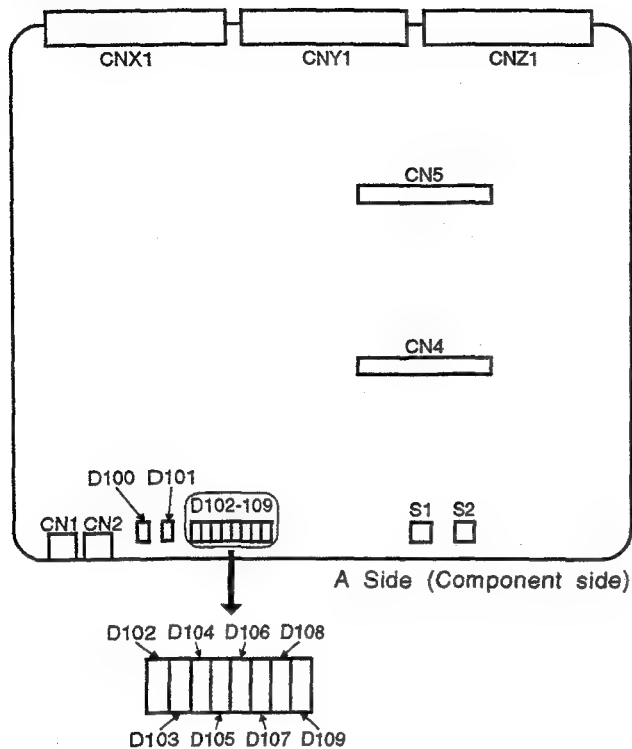 CNX1 CNY1 CNZ1
CN5
CN4
D100 D101
D102-109
S1 S2
CN1 CN2
A Side (Component side)
D102 D104 D106 D108
D103 D105 D107 D109